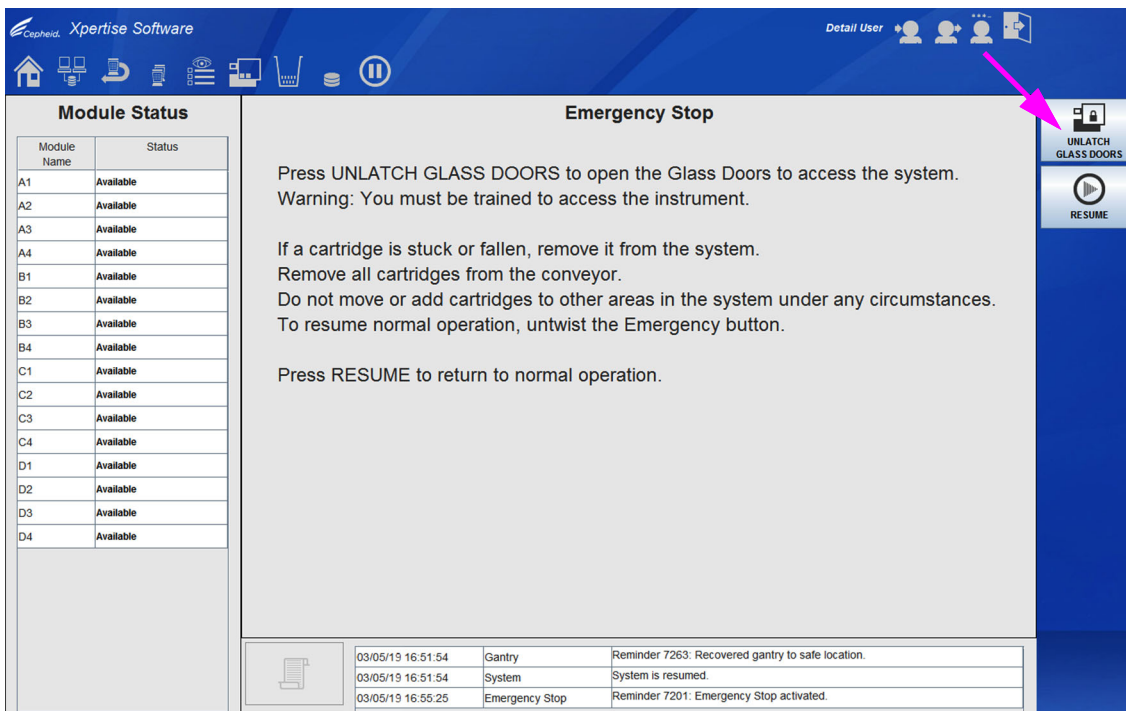 Cepheid. Xpertise Software
Detail User
Module Status
Module Name Status
A1 Available
A2 Available
A3 Available
A4 Available
B1 Available
B2 Available
B3 Available
B4 Available
C1 Available
C2 Available
C3 Available
C4 Available
D1 Available
D2 Available
D3 Available
D4 Available
Emergency Stop
Press UNLATCH GLASS DOORS to open the Glass Doors to access the system.
Warning: You must be trained to access the instrument.
If a cartridge is stuck or fallen, remove it from the system.
Remove all cartridges from the conveyor.
Do not move or add cartridges to other areas in the system under any circumstances.
To resume normal operation, untwist the Emergency button.
Press RESUME to return to normal operation.
03/05/19 16:51:54 Gantry Reminder 7263: Recovered gantry to safe location.
03/05/19 16:51:54 System System is resumed.
03/05/19 16:55:25 Emergency Stop Reminder 7201: Emergency Stop activated.
UNLATCH
GLASS DOORS
RESUME